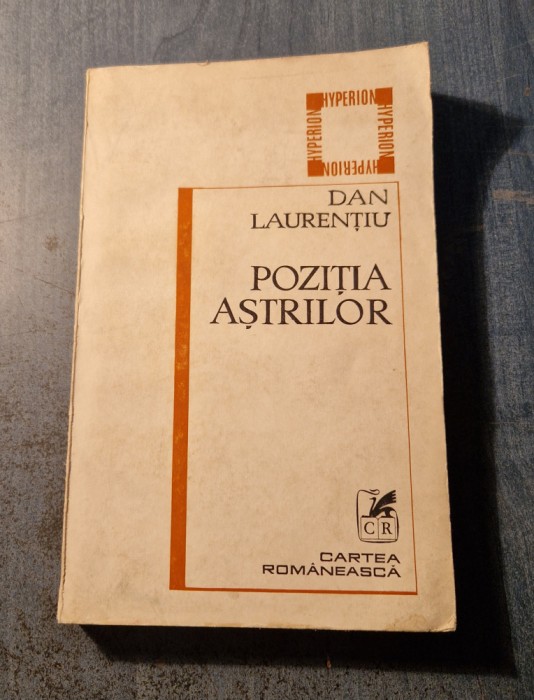 HYPERION
HYPERION
HYPERION
HYPERION
DAN
LAURENȚIU
POZIȚIA
AȘTRILOR
CR
CARTEA
ROMÂNEASCĂ